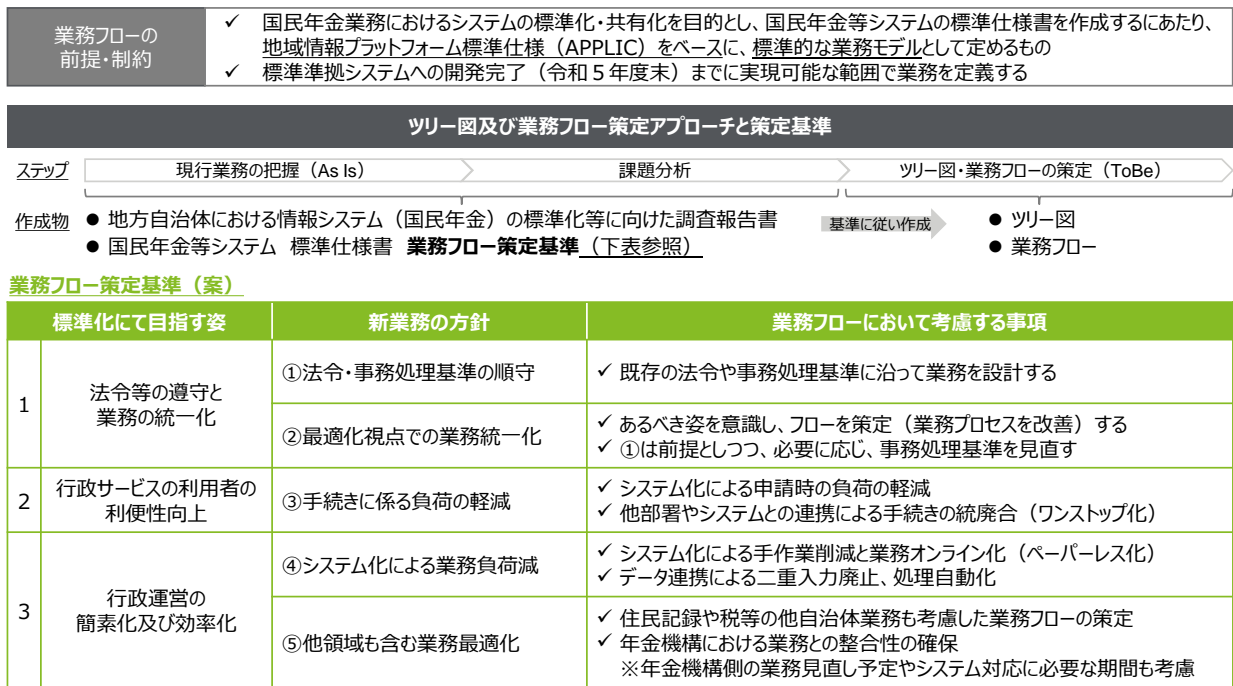 業務フローの
前提・制約
✓ 国民年金業務におけるシステムの標準化・共有化を目的とし、国民年金等システムの標準仕様書を作成するにあたり、
地域情報プラットフォーム標準仕様（APPLIC）をベースに、標準的な業務モデルとして定めるもの
✓ 標準準拠システムへの開発完了（令和５年度末）までに実現可能な範囲で業務を定義する
ツリー図及び業務フロー策定アプローチと策定基準
ステップ
現行業務の把握（As Is）
課題分析
ツリー図・業務フローの策定（ToBe）
作成物
● 地方自治体における情報システム（国民年金）の標準化等に向けた調査報告書
● 国民年金等システム 標準仕様書 業務フロー策定基準（下表参照）
基準に従い作成
● ツリー図
● 業務フロー
業務フロー策定基準（案）
標準化にて目指す姿
新業務の方針
業務フローにおいて考慮する事項
1
法令等の遵守と
業務の統一化
①法令・事務処理基準の順守
✓ 既存の法令や事務処理基準に沿って業務を設計する
②最適化視点での業務統一化
✓ あるべき姿を意識し、フローを策定（業務プロセスを改善）する
✓ ①は前提としつつ、必要に応じ、事務処理基準を見直す
2
行政サービスの利用者の
利便性向上
③手続きに係る負荷の軽減
✓ システム化による申請時の負荷の軽減
✓ 他部署やシステムとの連携による手続きの統廃合（ワンストップ化）
3
行政運営の
簡素化及び効率化
④システム化による業務負荷減
✓ システム化による手作業削減と業務オンライン化（ペーパーレス化）
✓ データ連携による二重入力廃止、処理自動化
⑤他領域も含む業務最適化
✓ 住民記録や税等の他自治体業務も考慮した業務フローの策定
✓ 年金機構における業務との整合性の確保
※年金機構側の業務見直し予定やシステム対応に必要な期間も考慮